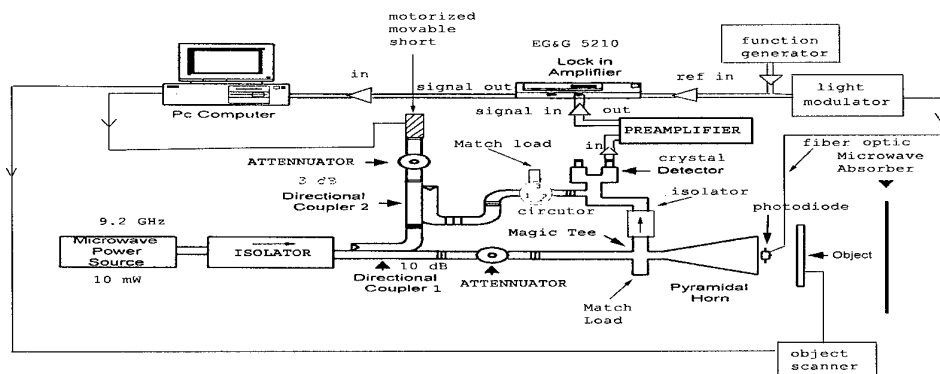 motorized
movable
short
EG&G 5210
Lock in
Amplifiier
function
generator
in
signal out
ref in
light
modulator
Pc Computer
signal in
out
PREAMPLIFIER
ATTENNUATOR
Match load
in
fiber optic
crystal
Detector
Microwave
Absorber
3 dB
Directional
Coupler 2
1 3 2
circutor
isolator
photodiode
9.2 GHz
Microwave
Power
Source
10 mW
ISOLATOR
Magic Tee
Object
10 dB
Directional
Coupler 1
ATTENNUATOR
Pyramidal
Horn
Match
Load
object
scanner